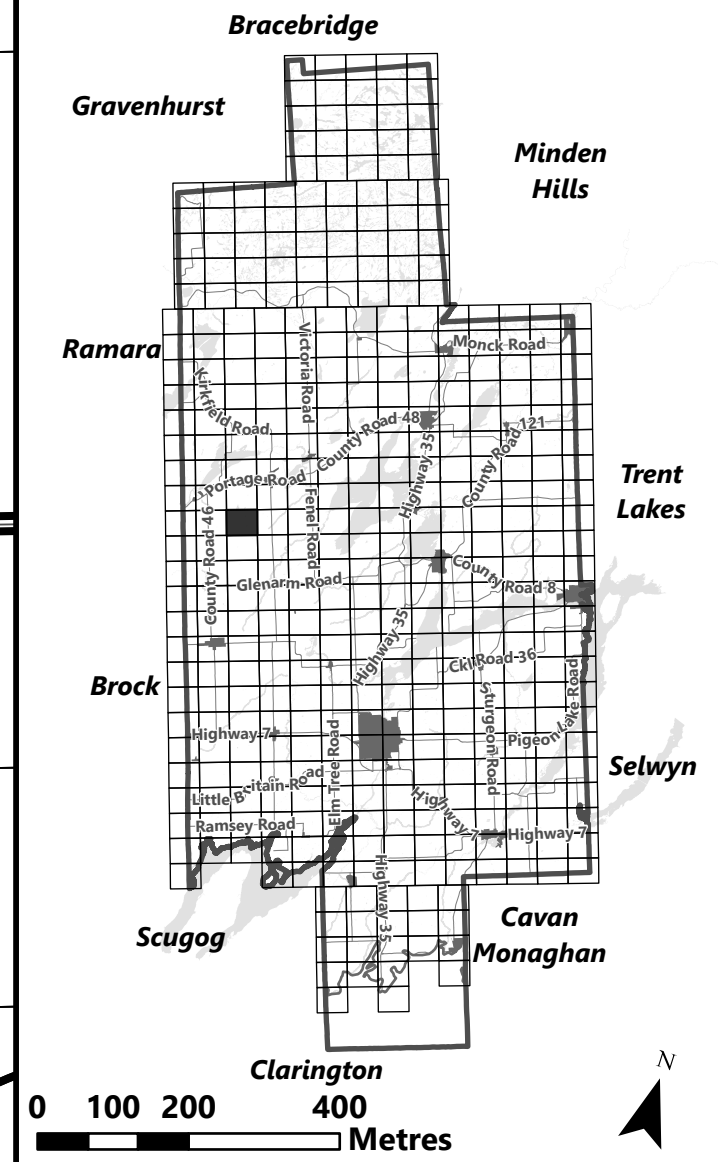 Bracebridge
Gravenhurst
Minden
Hills
Ramara
Monck Road
Victoria Road
Kirkfield Road
County Road 48
County Road 121
Highway 35
Portage Road
Trent
Lakes
Fenel Road
County Road 46
Glenarm Road
County Road 8
Highway 35
Ckl Road 36
Brock
Sturgeon Road
Pigeon Lake Road
Highway 7
Elm Tree Road
Selwyn
Little Britain Road
Ramsey Road
Highway 7
Highway 7
Highway 35
Scugog
Cavan
Monaghan
Clarington
N
0 100 200 400
Metres